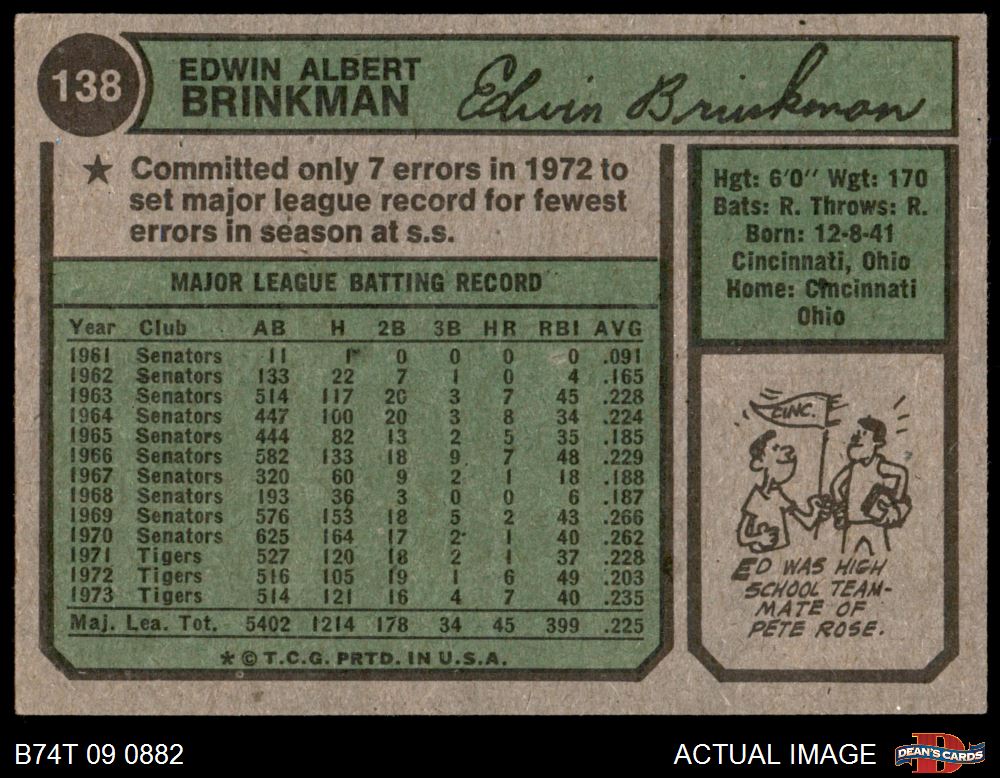 138
EDWIN ALBERT
BRINKMAN
Edwin Brinkman
★ Committed only 7 errors in 1972 to
set major league record for fewest
errors in season at s.s.
MAJOR LEAGUE BATTING RECORD
Year Club AB H 2B 3B HR RBI AVG
1961 Senators 11 1 0 0 0 0 .091
1962 Senators 133 22 7 1 0 4 .165
1963 Senators 514 117 20 3 7 45 .228
1964 Senators 447 100 20 3 8 34 .224
1965 Senators 444 82 13 2 5 35 .185
1966 Senators 582 133 18 9 7 48 .229
1967 Senators 320 60 9 2 1 18 .188
1968 Senators 193 36 3 0 0 6 .187
1969 Senators 576 153 18 5 2 43 .266
1970 Senators 625 164 17 2 1 40 .262
1971 Tigers 527 120 18 2 1 37 .228
1972 Tigers 516 105 19 1 6 49 .203
1973 Tigers 514 121 16 4 7 40 .235
Maj. Lea. Tot. 5402 1214 178 34 45 399 .225
★ © T.C.G. PRTD. IN U.S.A.
Hgt: 6'0" Wgt: 170
Bats: R. Throws: R.
Born: 12-8-41
Cincinnati, Ohio
Home: Cincinnati
Ohio
CINC.
ED WAS HIGH
SCHOOL TEAM-
MATE OF
PETE ROSE.
B74T 09 0882
ACTUAL IMAGE
DEAN'S CARDS